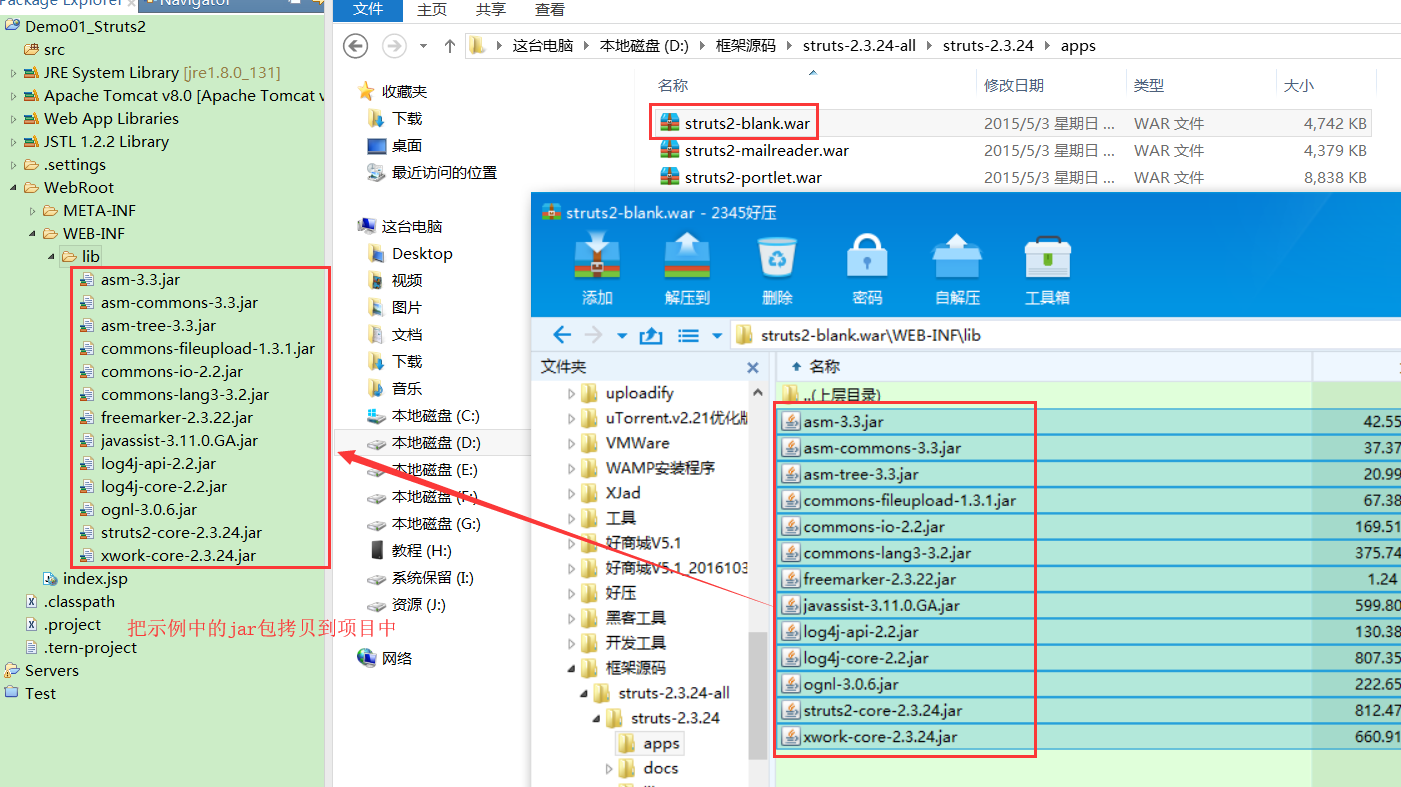 Package Explorer
Navigator
Demo01_Struts2
src
JRE System Library [jre1.8.0_131]
Apache Tomcat v8.0 [Apache Tomcat v
Web App Libraries
JSTL 1.2.2 Library
.settings
WebRoot
META-INF
WEB-INF
lib
asm-3.3.jar
asm-commons-3.3.jar
asm-tree-3.3.jar
commons-fileupload-1.3.1.jar
commons-io-2.2.jar
commons-lang3-3.2.jar
freemarker-2.3.22.jar
javassist-3.11.0.GA.jar
log4j-api-2.2.jar
log4j-core-2.2.jar
ognl-3.0.6.jar
struts2-core-2.3.24.jar
xwork-core-2.3.24.jar
index.jsp
.classpath
.project
.tern-project
Servers
Test
把示例中的jar包拷贝到项目中
文件 主页 共享 查看
这台电脑 本地磁盘 (D:) 框架源码 struts-2.3.24-all struts-2.3.24 apps
收藏夹
下载
桌面
最近访问的位置
这台电脑
Desktop
视频
图片
文档
下载
音乐
本地磁盘 (C:)
本地磁盘 (D:)
本地磁盘 (E:)
本地磁盘 (F:)
本地磁盘 (G:)
教程 (H:)
系统保留 (I:)
资源 (J:)
网络
名称 修改日期 类型 大小
struts2-blank.war 2015/5/3 星期日 ... WAR 文件 4,742 KB
struts2-mailreader.war 2015/5/3 星期日 ... WAR 文件 4,379 KB
struts2-portlet.war 2015/5/3 星期日 ... WAR 文件 8,838 KB
struts2-blank.war - 2345好压
添加 解压到 删除 密码 自解压 工具箱
struts2-blank.war\WEB-INF\lib
文件夹
uploadify
uTorrent.v2.21优化版
VMWare
WAMP安装程序
XJad
工具
好商城V5.1
好商城V5.1_2016103
好压
黑客工具
开发工具
框架源码
struts-2.3.24-all
struts-2.3.24
apps
docs
名称
..(上层目录)
asm-3.3.jar 42.55
asm-commons-3.3.jar 37.37
asm-tree-3.3.jar 20.99
commons-fileupload-1.3.1.jar 67.38
commons-io-2.2.jar 169.51
commons-lang3-3.2.jar 375.74
freemarker-2.3.22.jar 1.24
javassist-3.11.0.GA.jar 599.80
log4j-api-2.2.jar 130.38
log4j-core-2.2.jar 807.35
ognl-3.0.6.jar 222.65
struts2-core-2.3.24.jar 812.47
xwork-core-2.3.24.jar 660.91